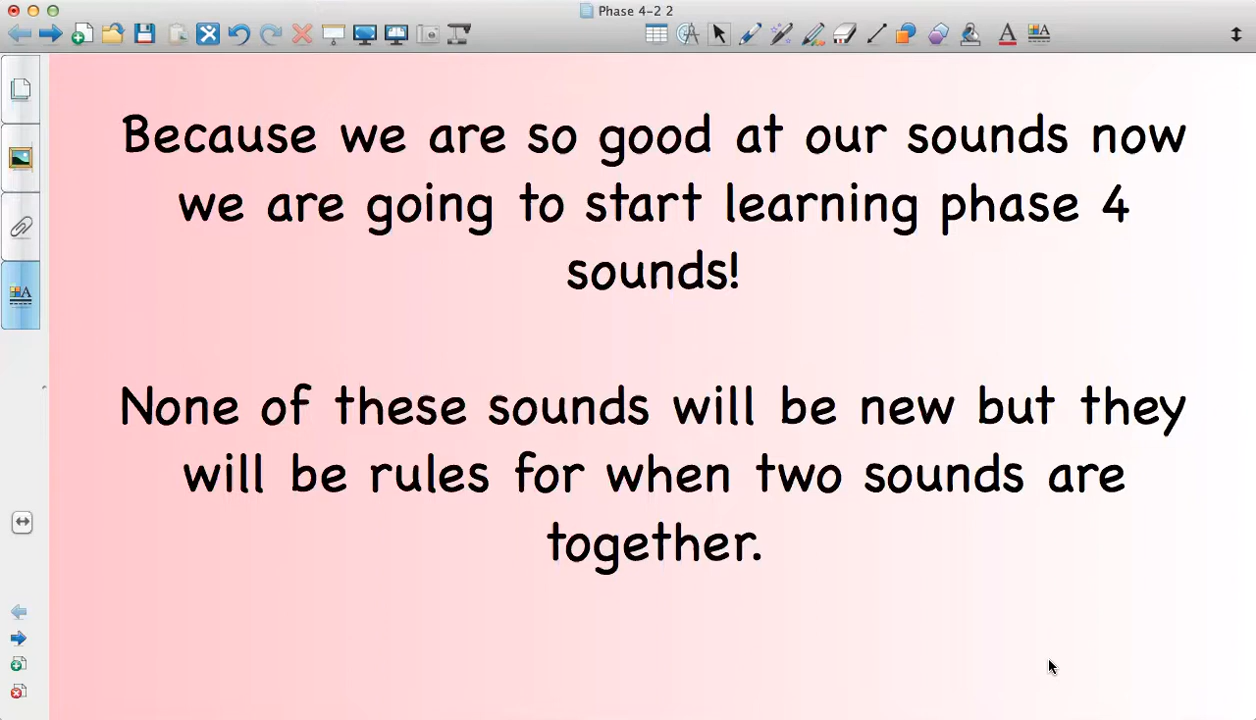 Phase 4-2 2
Because we are so good at our sounds now
we are going to start learning phase 4
sounds!
None of these sounds will be new but they
will be rules for when two sounds are
together.